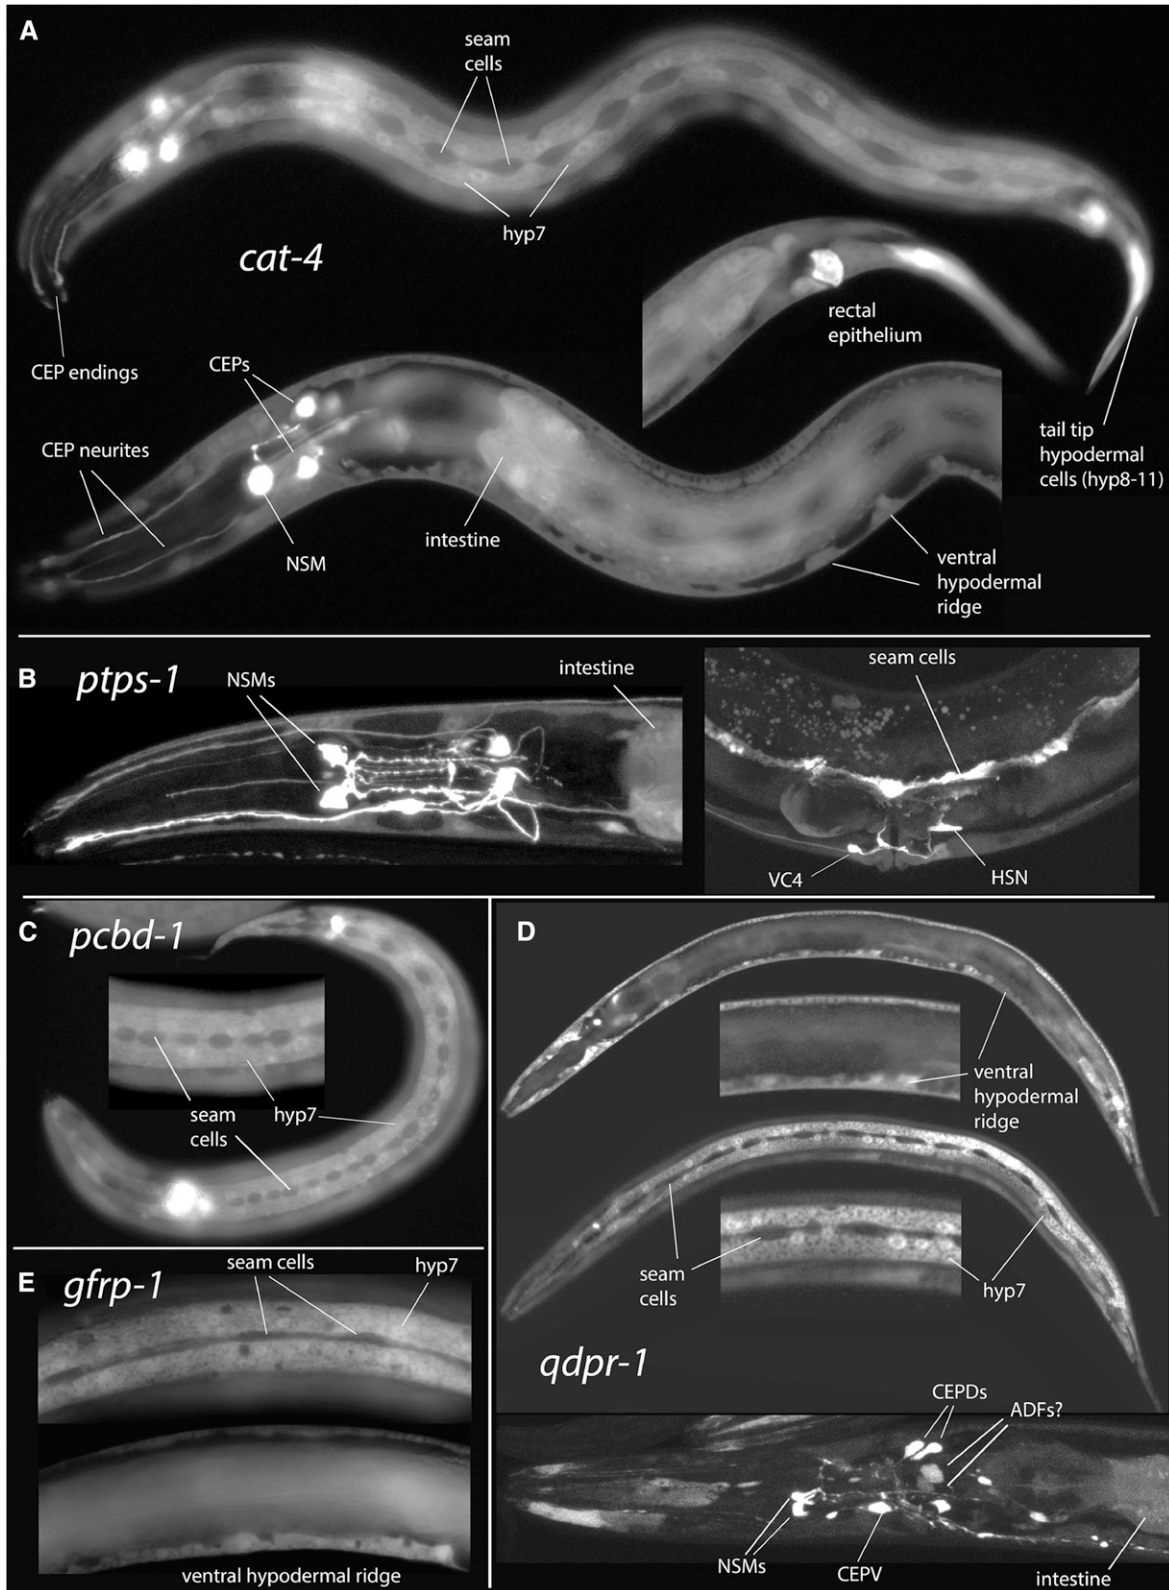 A
seam
cells
hyp7
cat-4
rectal
epithelium
CEP endings
CEPs
tail tip
hypodermal
cells (hyp8-11)
CEP neurites
intestine
NSM
ventral
hypodermal
ridge
B
ptps-1
NSMs
intestine
seam cells
VC4
HSN
C
pcbd-1
seam
cells
hyp7
D
ventral
hypodermal
ridge
seam
cells
hyp7
qdpr-1
CEPDs
ADFs?
NSMs
CEPV
intestine
E
gfrp-1
seam cells
hyp7
ventral hypodermal ridge